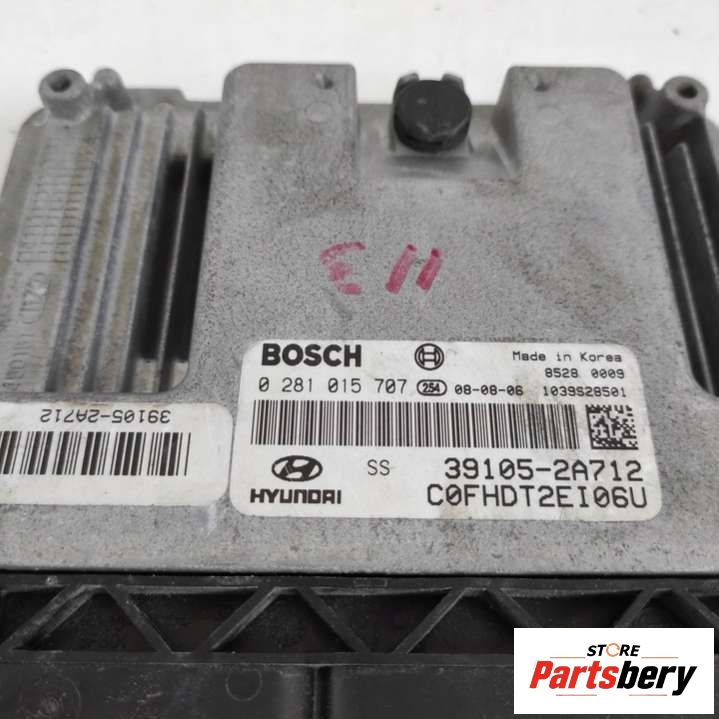 E11
BOSCH
Made in Korea
8528 0009
0 281 015 707 254 08-08-06 1039S28501
39105-2A712
SS 39105-2A712
HYUNDAI C0FHDT2EI06U
STORE
Partsbery